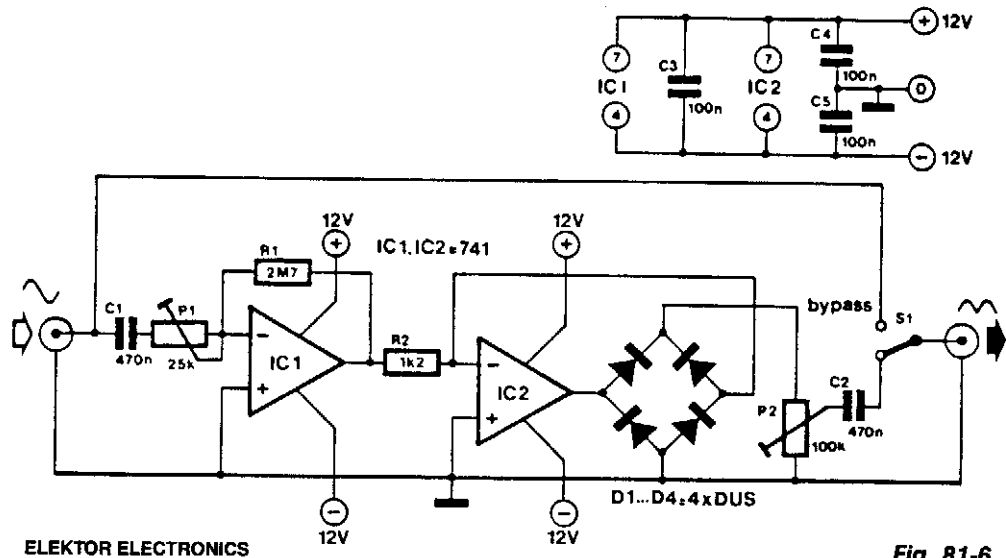 + 12V
C4
100n
7
7
C3
IC1
100n
IC2
0
C5
100n
4
4
− 12V
12V
+
IC1, IC2=741
12V
+
R1
2M7
bypass
S1
C1
P1
−
R2
1k2
−
470n
25k
IC1
IC2
C2
+
+
P2
470n
100k
−
12V
−
12V
D1...D4=4xDUS
ELEKTOR ELECTRONICS
Fig. 81-6